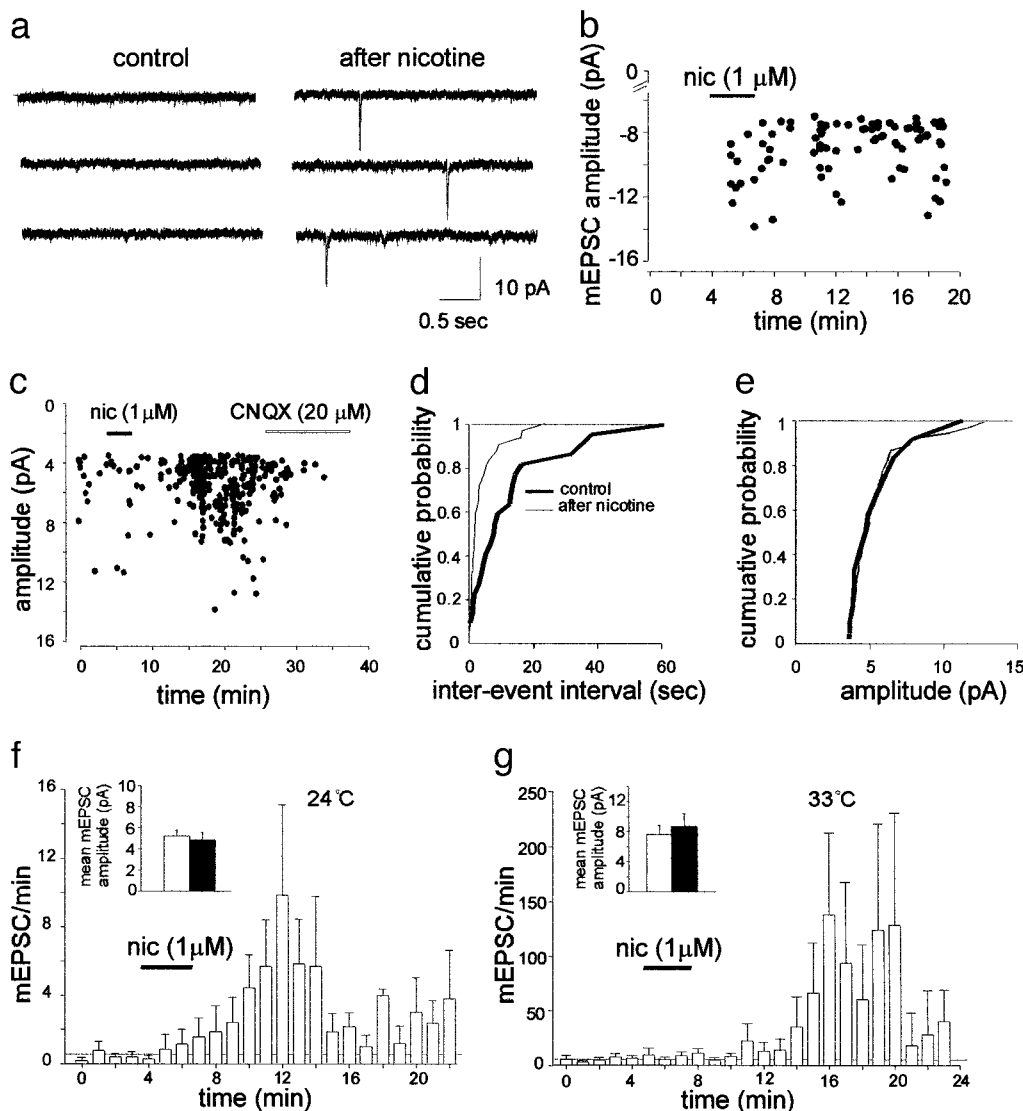 a
control
after nicotine
10 pA
0.5 sec
b
mEPSC amplitude (pA)
0
-8
-12
-16
nic (1 μM)
0 4 8 12 16 20
time (min)
c
amplitude (pA)
0
4
8
12
16
nic (1μM)
CNQX (20 μM)
0 10 20 30 40
time (min)
d
cumulative probability
1
0.8
0.6
0.4
0.2
0
control
after nicotine
0 20 40 60
inter-event interval (sec)
e
cumulative probability
1
0.8
0.6
0.4
0.2
0
0 5 10 15
amplitude (pA)
f
mEPSC/min
16
12
8
4
0
mean mEPSC
amplitude (pA)
10
8
6
4
2
0
24°C
nic (1μM)
0 4 8 12 16 20
time (min)
g
mEPSC/min
250
200
150
100
50
0
mean mEPSC
amplitude (pA)
12
8
4
0
33°C
nic (1μM)
0 4 8 12 16 20 24
time (min)